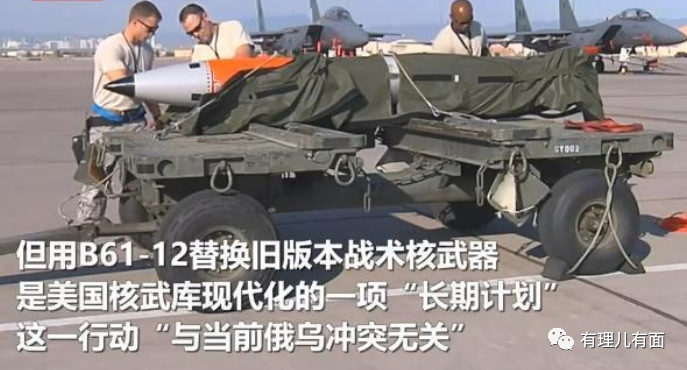 GT002
但用B61-12替换旧版本战术核武器
是美国核武库现代化的一项“长期计划”
这一行动“与当前俄乌冲突无关”
有理儿有面